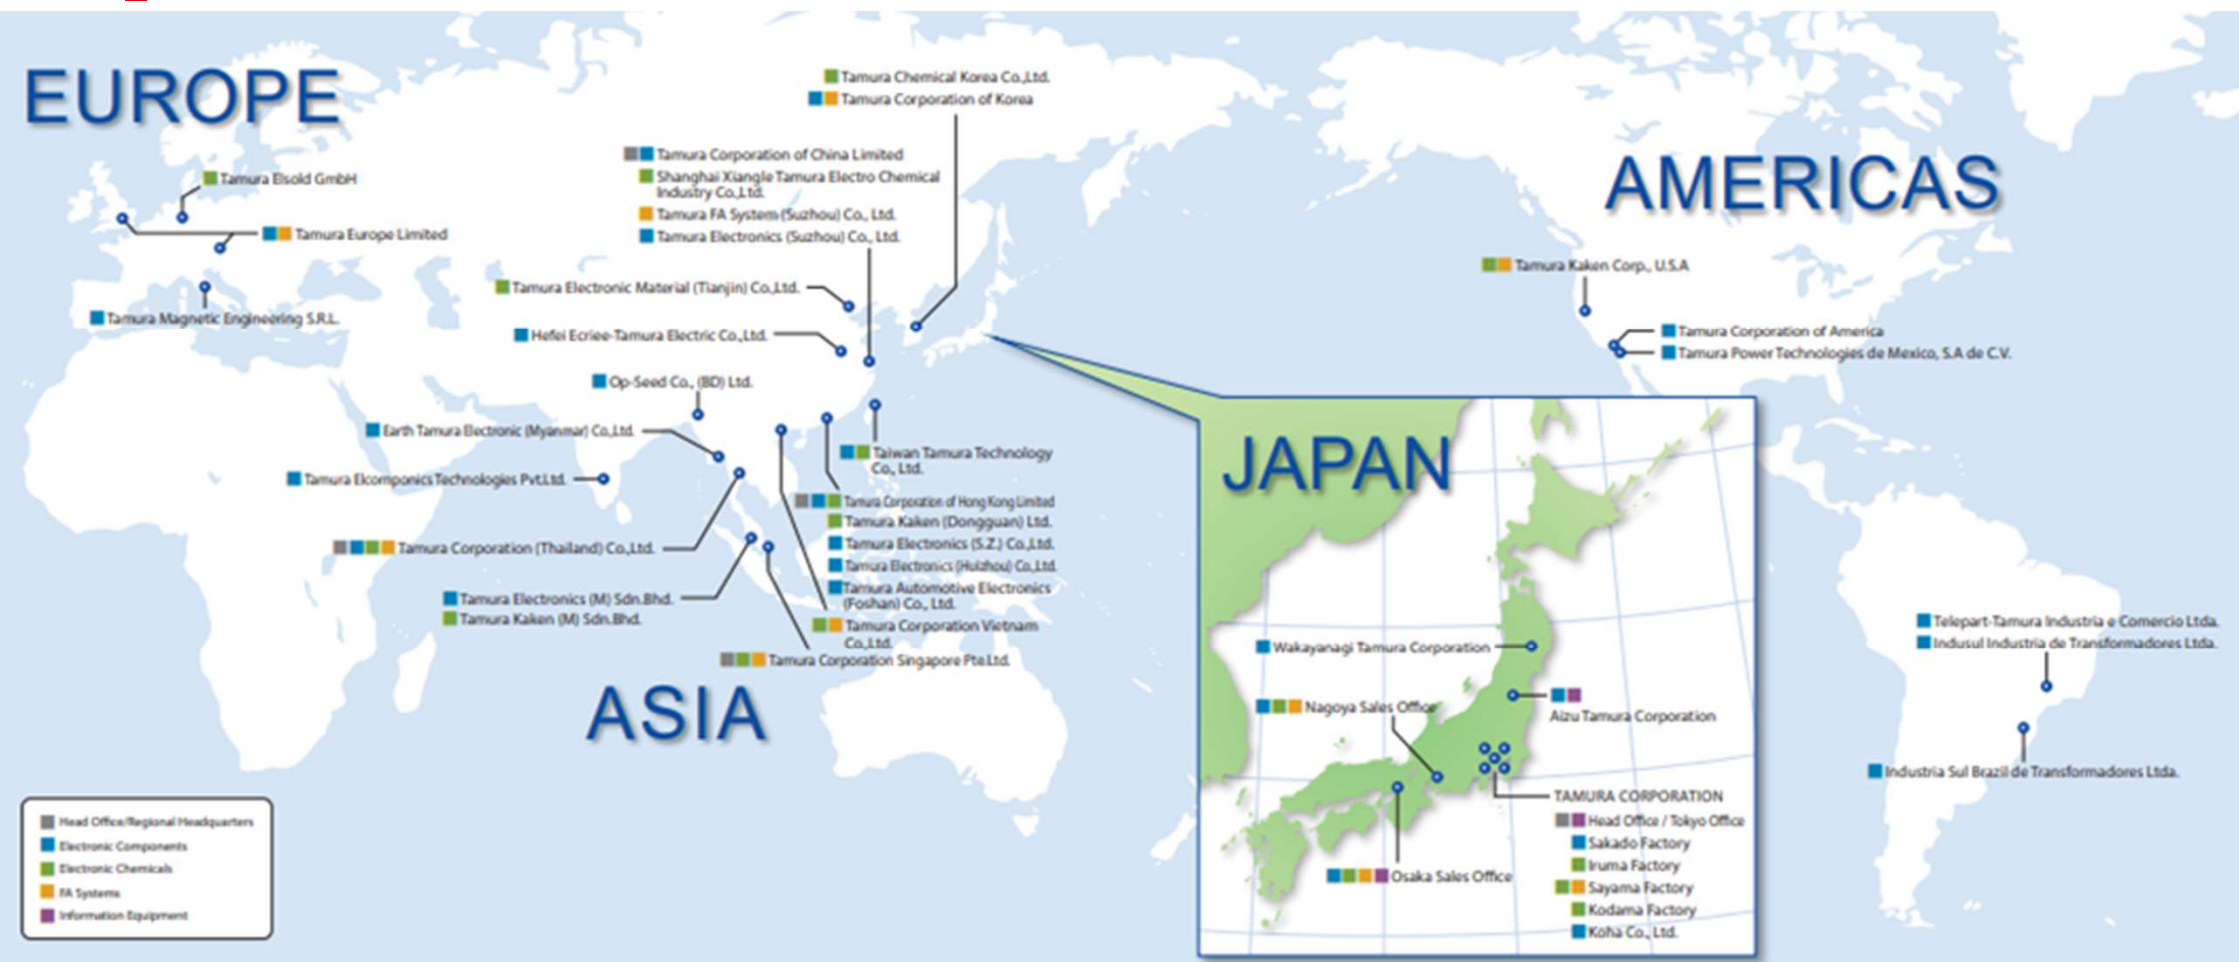 EUROPE
Tamura Elsold GmbH
Tamura Europe Limited
Tamura Magnetic Engineering S.R.L.
Tamura Chemical Korea Co.,Ltd.
Tamura Corporation of Korea
Tamura Corporation of China Limited
Shanghai Xiangle Tamura Electro Chemical
Industry Co.,Ltd.
Tamura FA System (Suzhou) Co., Ltd.
Tamura Electronics (Suzhou) Co., Ltd.
Tamura Electronic Material (Tianjin) Co.,Ltd.
Hefei Ecriee-Tamura Electric Co.,Ltd.
Op-Seed Co., (BD) Ltd.
Earth Tamura Electronic (Myanmar) Co.,Ltd.
Tamura Elcomponics Technologies Pvt.Ltd.
Tamura Corporation (Thailand) Co.,Ltd.
Tamura Electronics (M) Sdn.Bhd.
Tamura Kaken (M) Sdn.Bhd.
Taiwan Tamura Technology
Co., Ltd.
Tamura Corporation of Hong Kong Limited
Tamura Kaken (Dongguan) Ltd.
Tamura Electronics (S.Z.) Co.,Ltd.
Tamura Electronics (Huizhou) Co.,Ltd.
Tamura Automotive Electronics
(Foshan) Co., Ltd.
Tamura Corporation Vietnam
Co.,Ltd.
Tamura Corporation Singapore Pte.Ltd.
ASIA
AMERICAS
Tamura Kaken Corp., U.S.A
Tamura Corporation of America
Tamura Power Technologies de Mexico, S.A de C.V.
Telepart-Tamura Industria e Comercio Ltda.
Indusul Industria de Transformadores Ltda.
Industria Sul Brazil de Transformadores Ltda.
JAPAN
Wakayanagi Tamura Corporation
Aizu Tamura Corporation
Nagoya Sales Office
Osaka Sales Office
TAMURA CORPORATION
Head Office / Tokyo Office
Sakado Factory
Iruma Factory
Sayama Factory
Kodama Factory
Koha Co., Ltd.
Head Office/Regional Headquarters
Electronic Components
Electronic Chemicals
FA Systems
Information Equipment